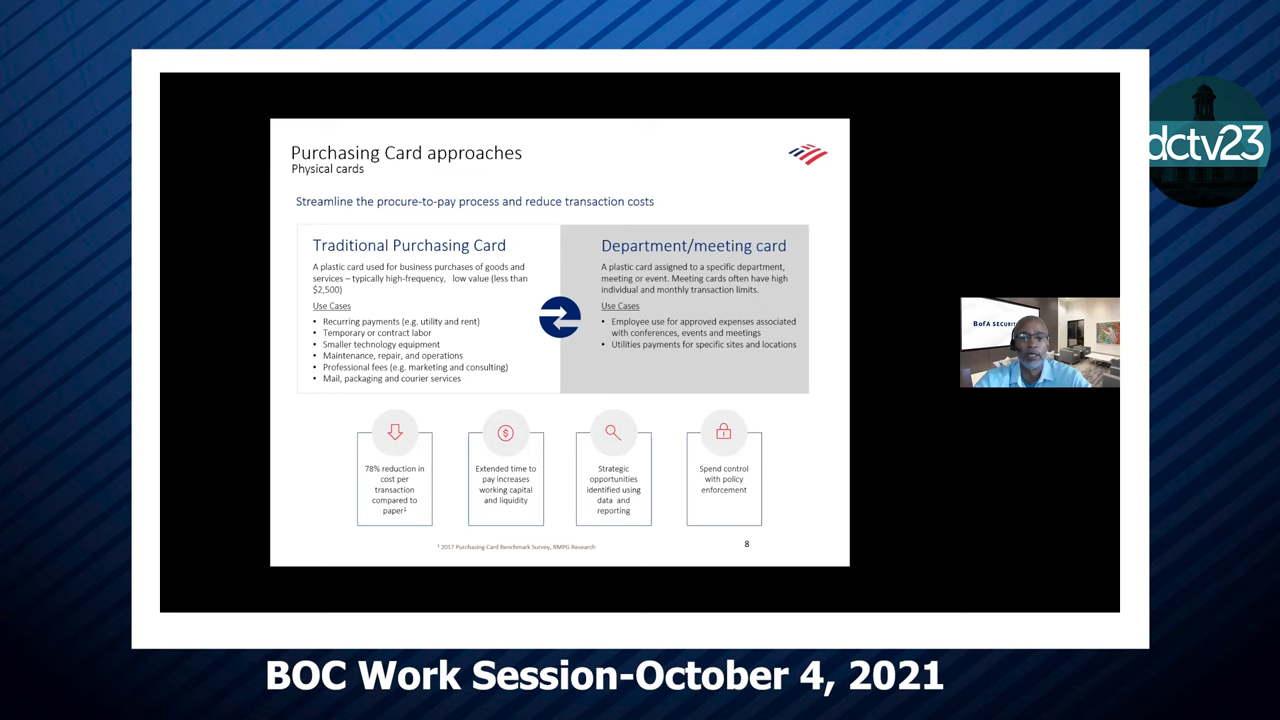 dctv23
Purchasing Card approaches
Physical cards
Streamline the procure-to-pay process and reduce transaction costs
Traditional Purchasing Card
A plastic card used for business purchases of goods and
services – typically high-frequency, low value (less than
$2,500)
Use Cases
• Recurring payments (e.g. utility and rent)
• Temporary or contract labor
• Smaller technology equipment
• Maintenance, repair, and operations
• Professional fees (e.g. marketing and consulting)
• Mail, packaging and courier services
Department/meeting card
A plastic card assigned to a specific department,
meeting or event. Meeting cards often have high
individual and monthly transaction limits.
Use Cases
• Employee use for approved expenses associated
with conferences, events and meetings
• Utilities payments for specific sites and locations
BofA SECURIT
78% reduction in
cost per
transaction
compared to
paper¹
$
Extended time to
pay increases
working capital
and liquidity
Strategic
opportunities
identified using
data and
reporting
Spend control
with policy
enforcement
¹ 2017 Purchasing Card Benchmark Survey, RMPG Research
8
BOC Work Session-October 4, 2021